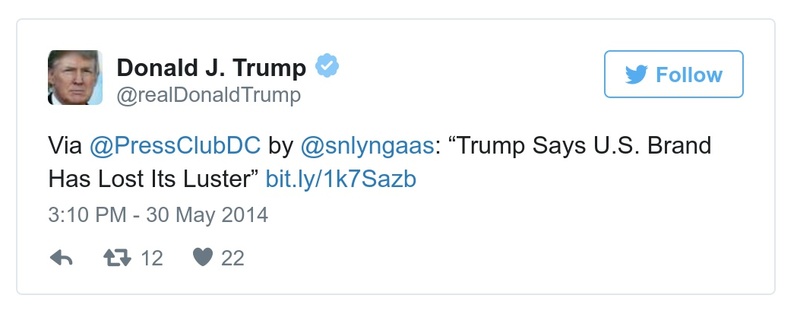 Donald J. Trump
@realDonaldTrump
Follow
Via @PressClubDC by @snlyngaas: “Trump Says U.S. Brand
Has Lost Its Luster” bit.ly/1k7Sazb
3:10 PM - 30 May 2014
12 22